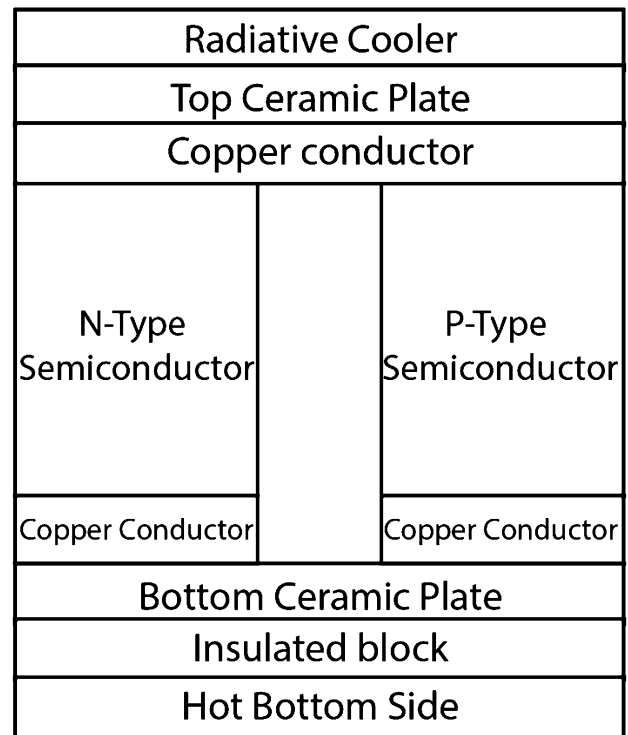 Radiative Cooler
Top Ceramic Plate
Copper conductor
N-Type
Semiconductor
P-Type
Semiconductor
Copper Conductor
Copper Conductor
Bottom Ceramic Plate
Insulated block
Hot Bottom Side